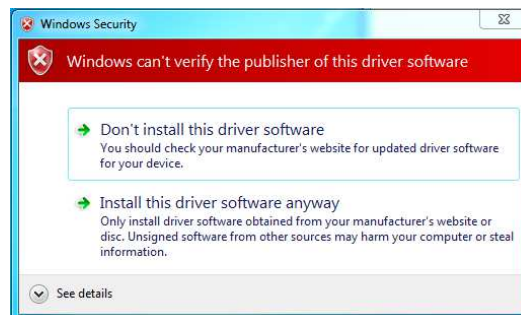 Windows Security
Windows can't verify the publisher of this driver software
Don't install this driver software
You should check your manufacturer's website for updated driver software
for your device.
Install this driver software anyway
Only install driver software obtained from your manufacturer's website or
disc. Unsigned software from other sources may harm your computer or steal
information.
See details